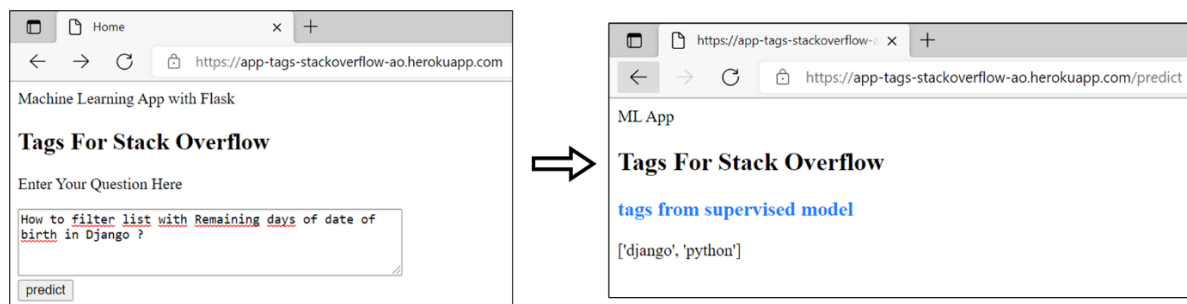 Home
https://app-tags-stackoverflow-ao.herokuapp.com
Machine Learning App with Flask
Tags For Stack Overflow
Enter Your Question Here
How to filter list with Remaining days of date of
birth in Django ?
predict
https://app-tags-stackoverflow-a
https://app-tags-stackoverflow-ao.herokuapp.com/predict
ML App
Tags For Stack Overflow
tags from supervised model
['django', 'python']